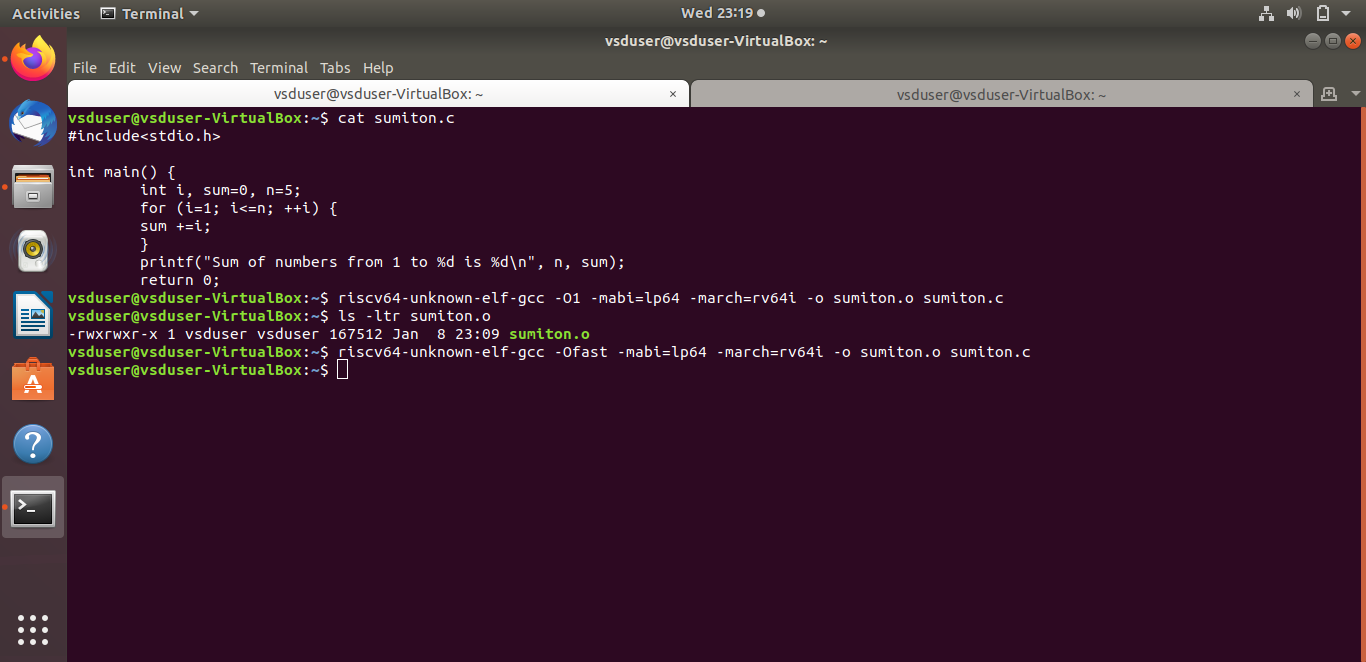 Activities Terminal Wed 23:19
vsduser@vsduser-VirtualBox: ~
File Edit View Search Terminal Tabs Help
vsduser@vsduser-VirtualBox: ~ × vsduser@vsduser-VirtualBox: ~ ×
vsduser@vsduser-VirtualBox:~$ cat sumiton.c
#include<stdio.h>
int main() {
int i, sum=0, n=5;
for (i=1; i<=n; ++i) {
sum +=i;
}
printf("Sum of numbers from 1 to %d is %d\n", n, sum);
return 0;
vsduser@vsduser-VirtualBox:~$ riscv64-unknown-elf-gcc -O1 -mabi=lp64 -march=rv64i -o sumiton.o sumiton.c
vsduser@vsduser-VirtualBox:~$ ls -ltr sumiton.o
-rwxrwxr-x 1 vsduser vsduser 167512 Jan  8 23:09 sumiton.o
vsduser@vsduser-VirtualBox:~$ riscv64-unknown-elf-gcc -Ofast -mabi=lp64 -march=rv64i -o sumiton.o sumiton.c
vsduser@vsduser-VirtualBox:~$